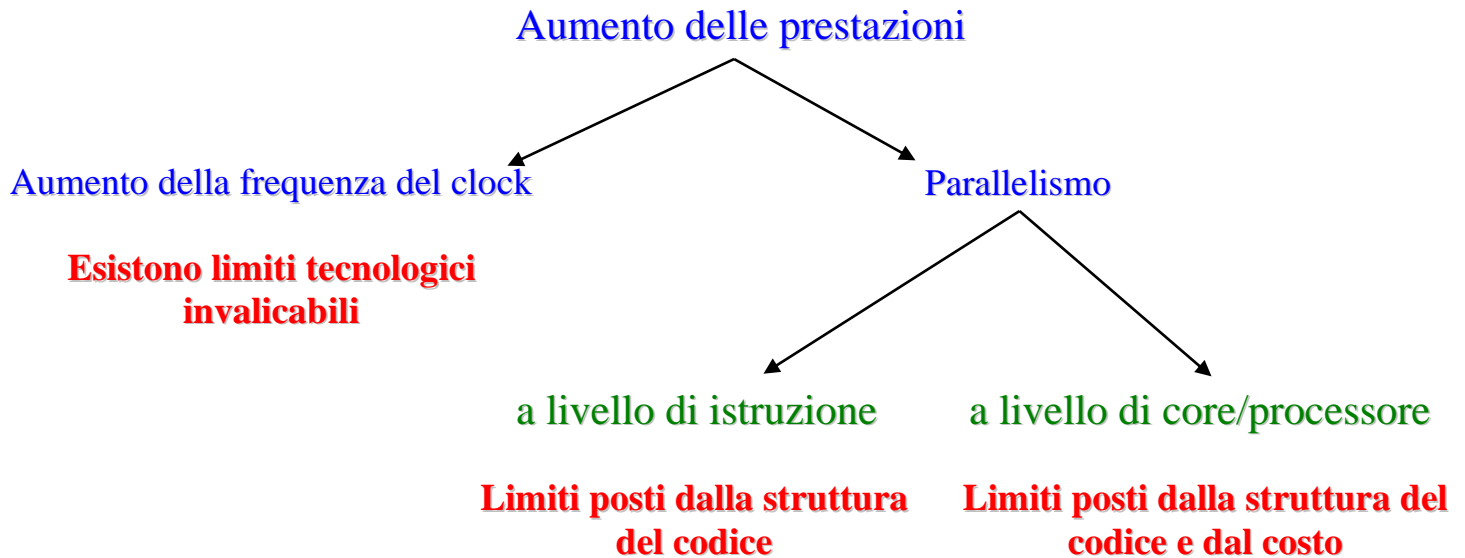 Aumento delle prestazioni
Aumento della frequenza del clock
Parallelismo
Esistono limiti tecnologici
invalicabili
a livello di istruzione
a livello di core/processore
Limiti posti dalla struttura
del codice
Limiti posti dalla struttura del
codice e dal costo